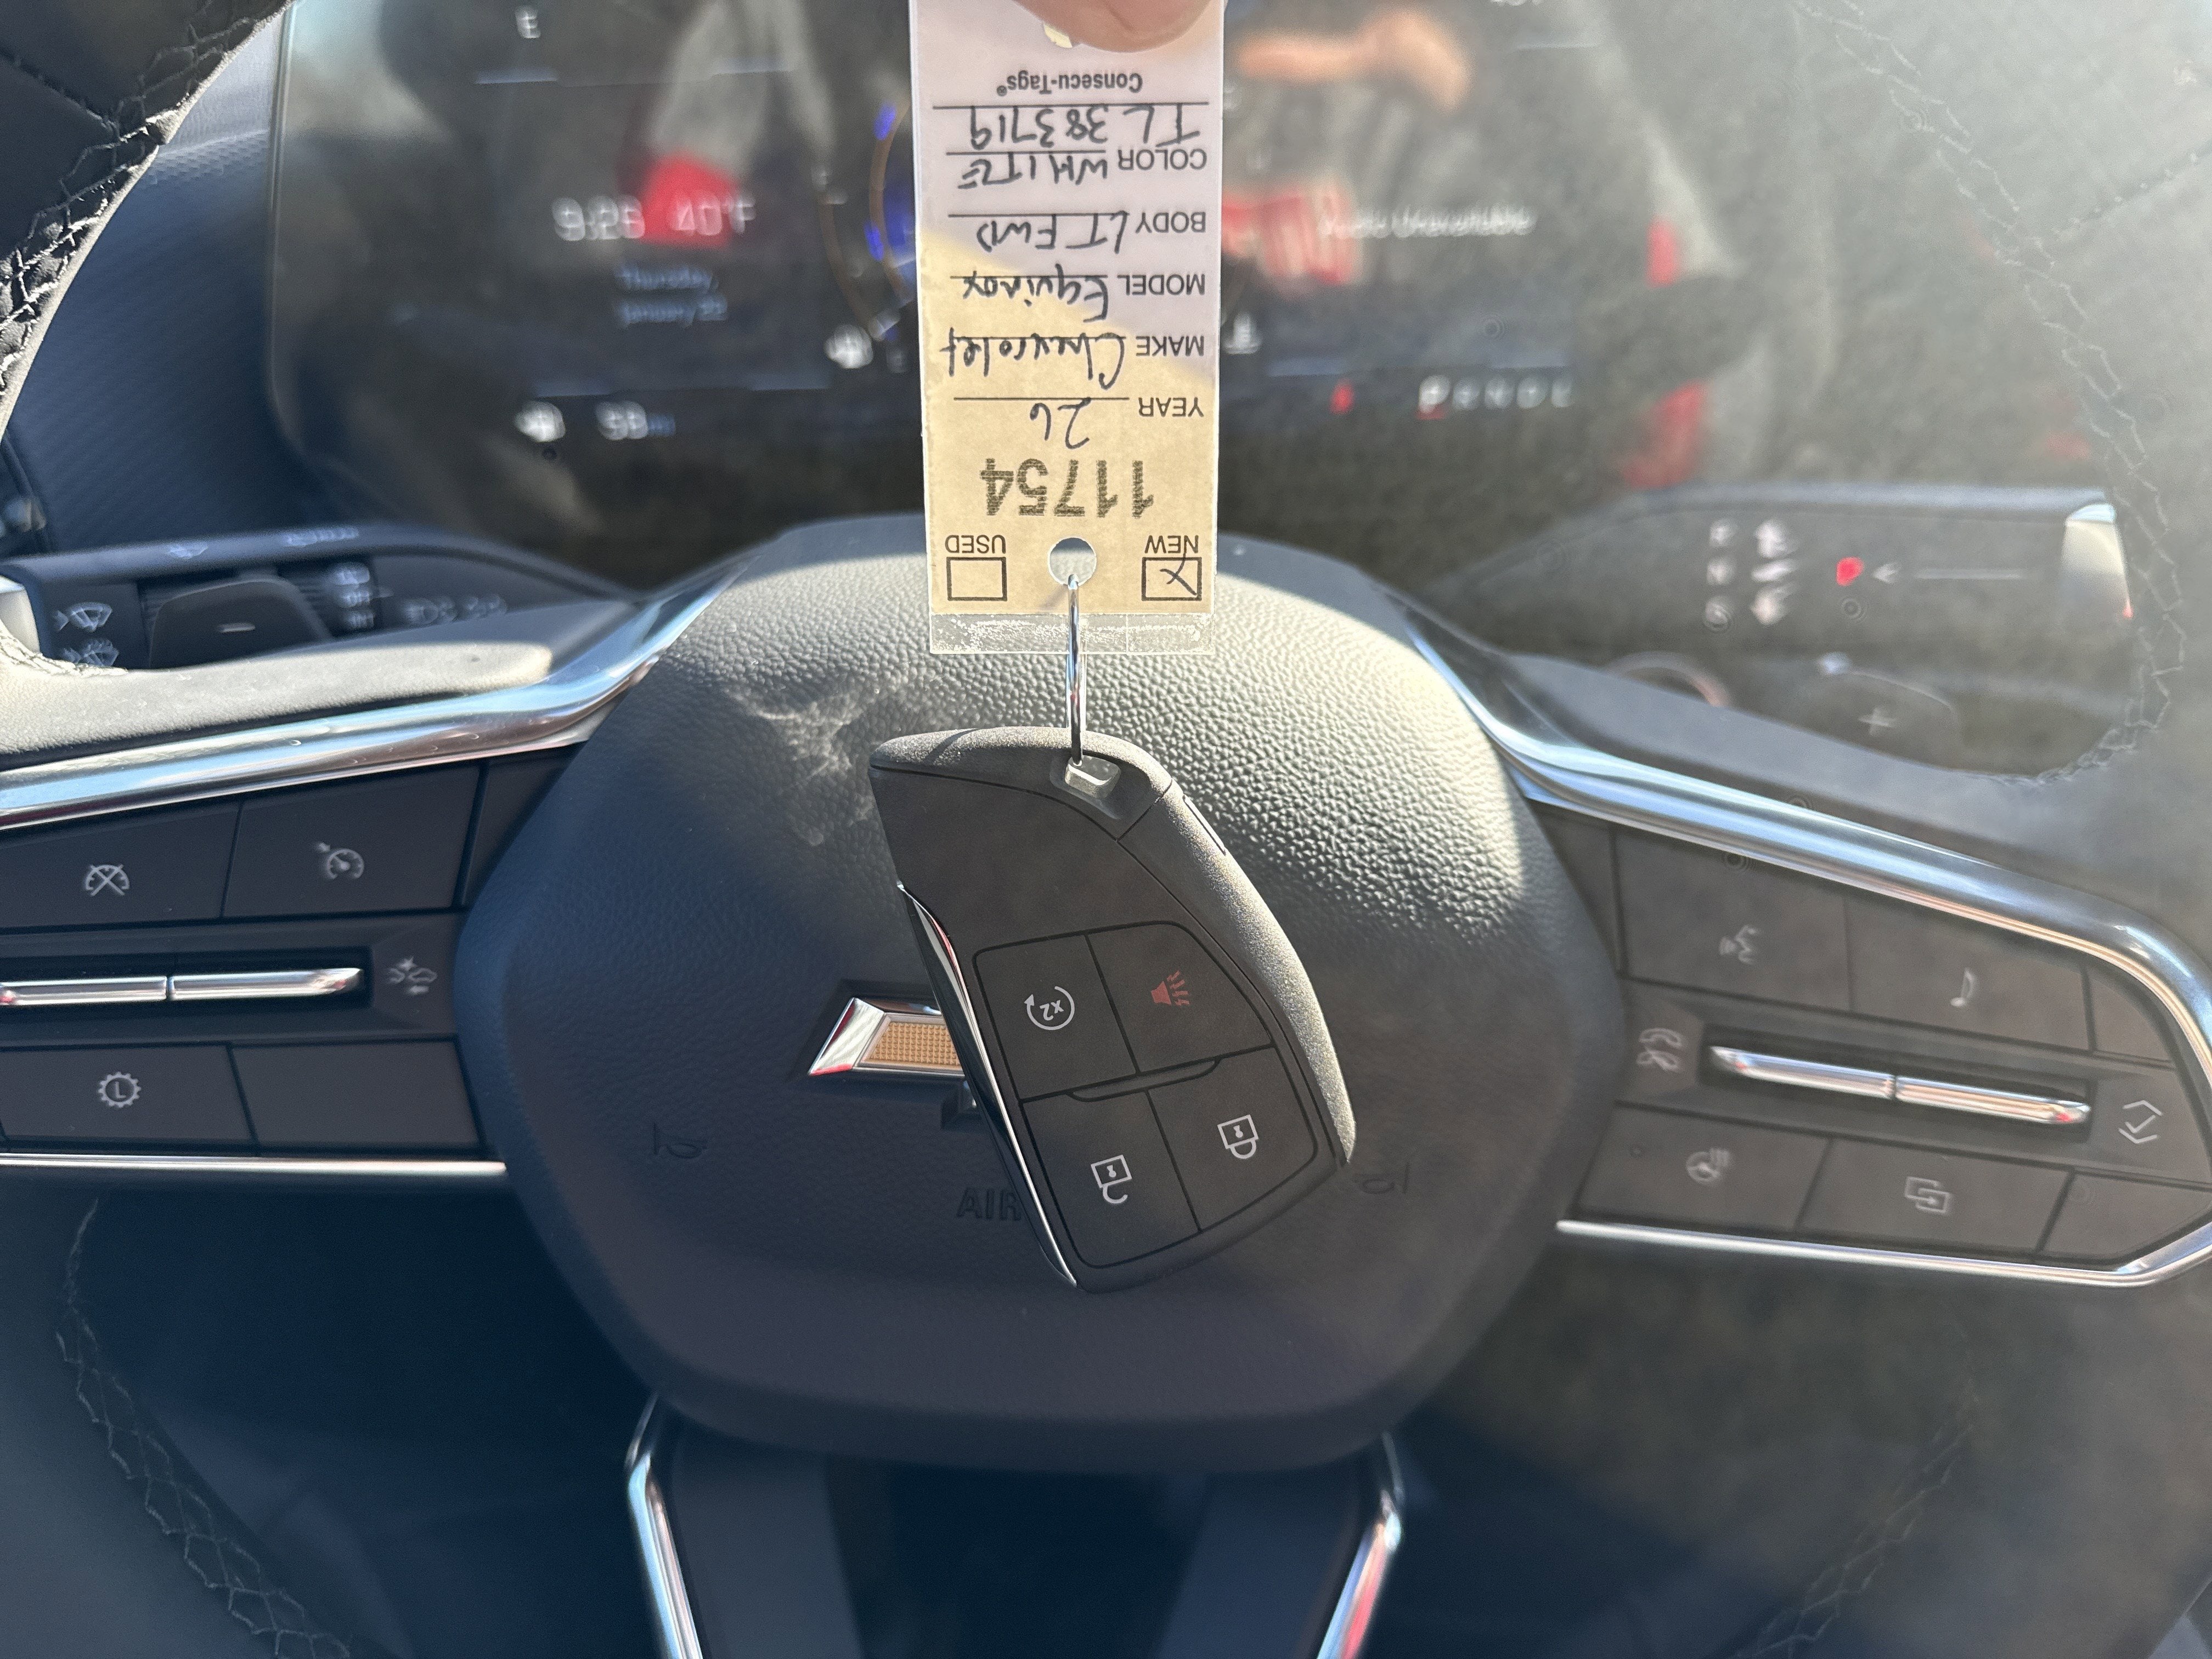 NEW USED
11754
YEAR 26
MAKE Chevrolet
MODEL Equinox
BODY LT FWD
COLOR WHITE
TL 383719
Consecu-Tags®
E
9:26 40°F
Thursday,
January 22
P R N D L
x2
AIR
L